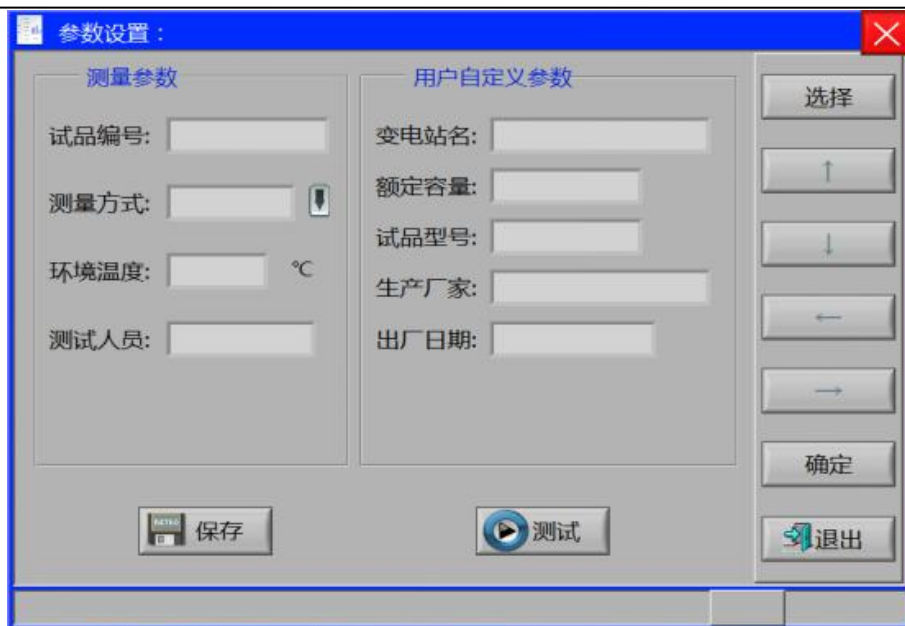 参数设置：
测量参数
试品编号:
测量方式:
环境温度: ℃
测试人员:
用户自定义参数
变电站名:
额定容量:
试品型号:
生产厂家:
出厂日期:
保存
测试
选择
↑
↓
←
→
确定
退出